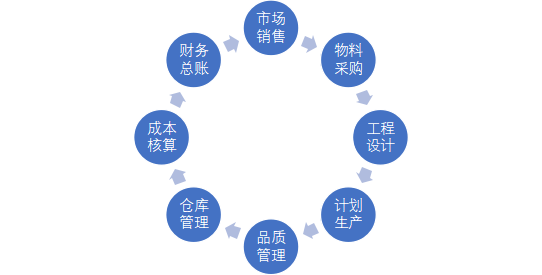 市场
销售
物料
采购
工程
设计
计划
生产
品质
管理
仓库
管理
成本
核算
财务
总账